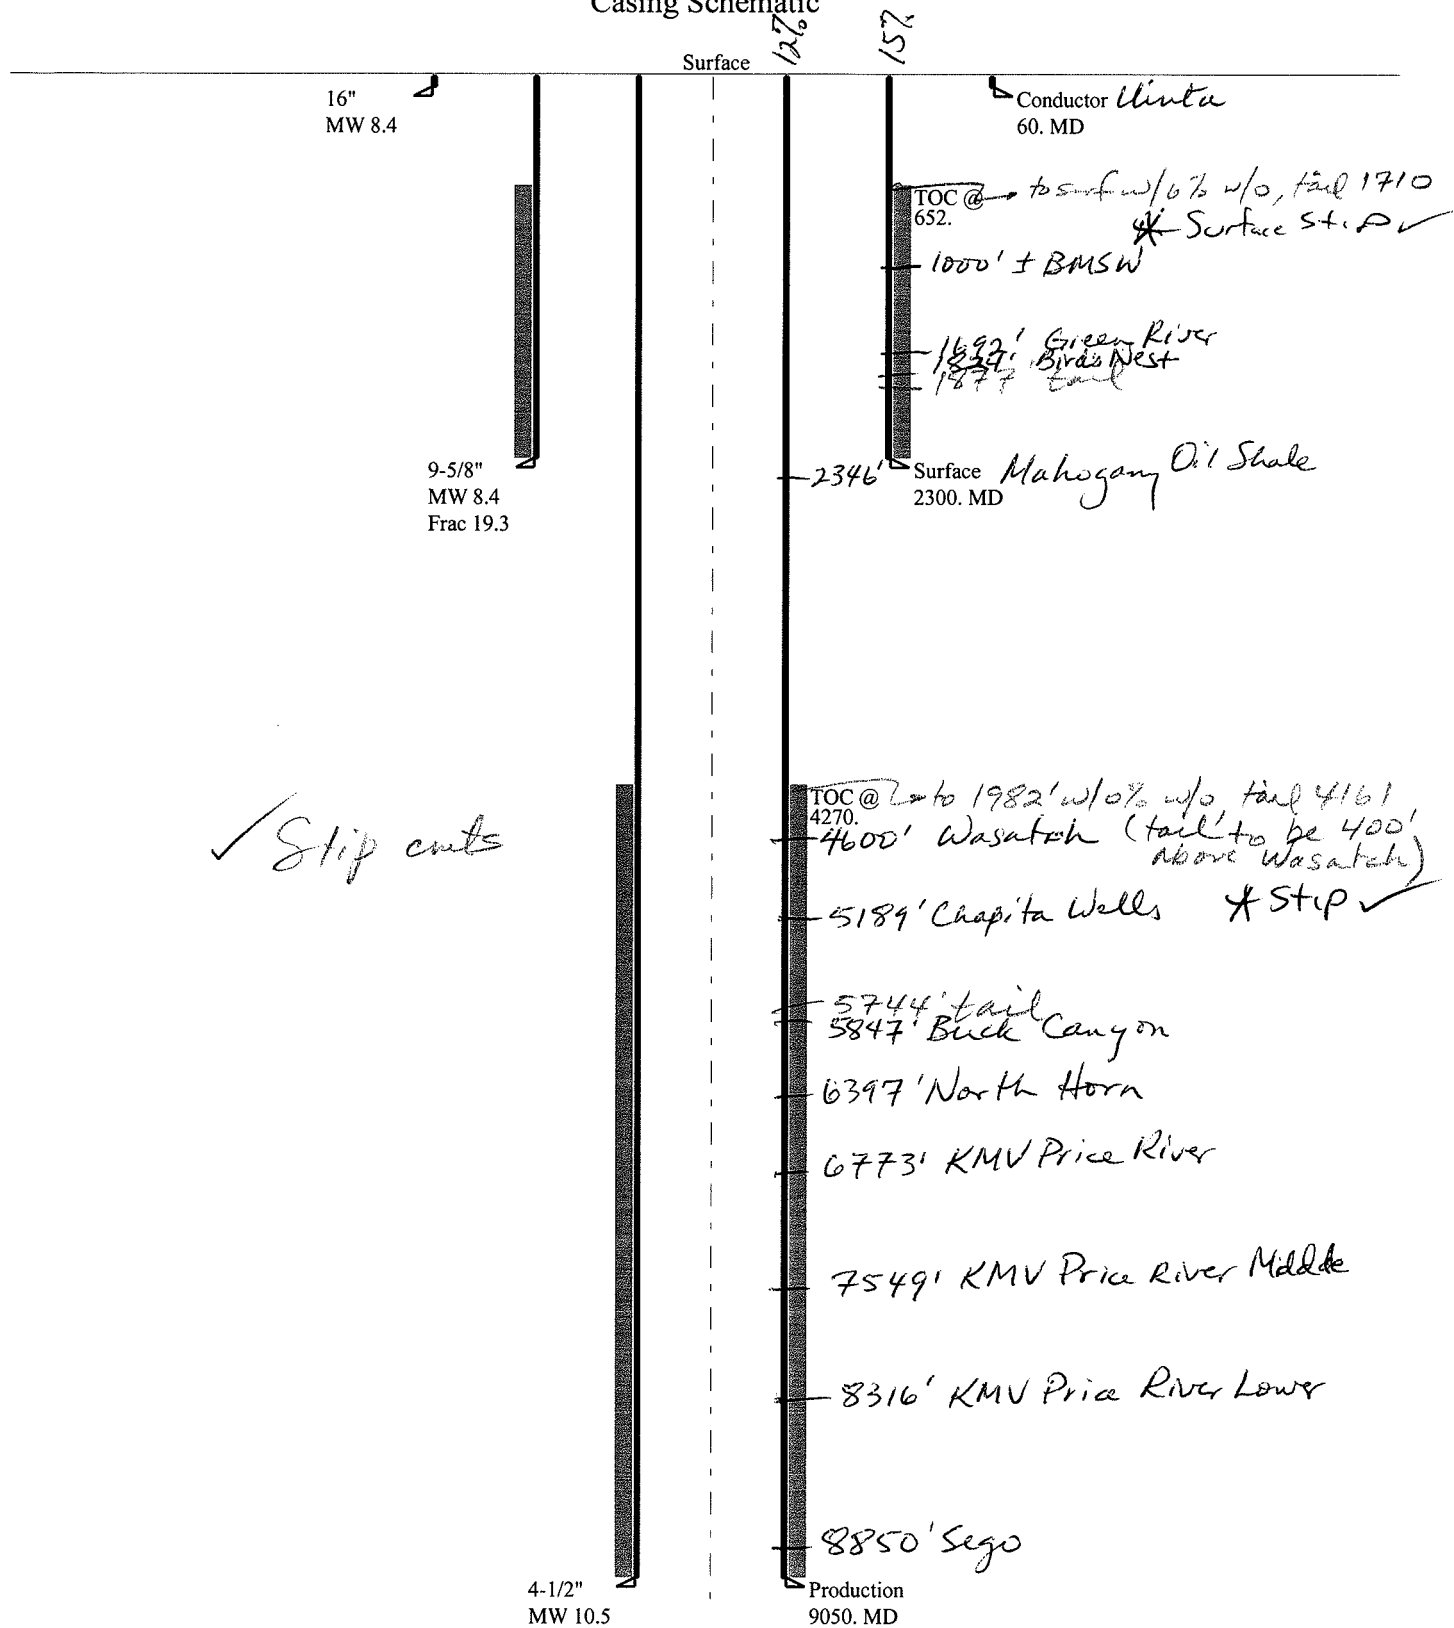 Casing Schematic
12%
15%
Surface
16"
MW 8.4
Conductor Uinta
60. MD
TOC @ to surf w/6% w/o, tail 1710
652.
* Surface Stip ✓
1000' ± BMSW
1692' Green River
1834' Birds Nest
1877 tail
9-5/8"
MW 8.4
Frac 19.3
2346'
Surface Mahogany Oil Shale
2300. MD
TOC @ to 1982' w/0% w/o, tail 4161
4270.
4600' Wasatch (tail to be 400'
above Wasatch)
✓ Stip cmts
5189' Chapita Wells * Stip ✓
5744' tail
5847' Buck Canyon
6397' North Horn
6773' KMV Price River
7549' KMV Price River Middle
8316' KMV Price River Lower
8850' Sego
4-1/2"
MW 10.5
Production
9050. MD